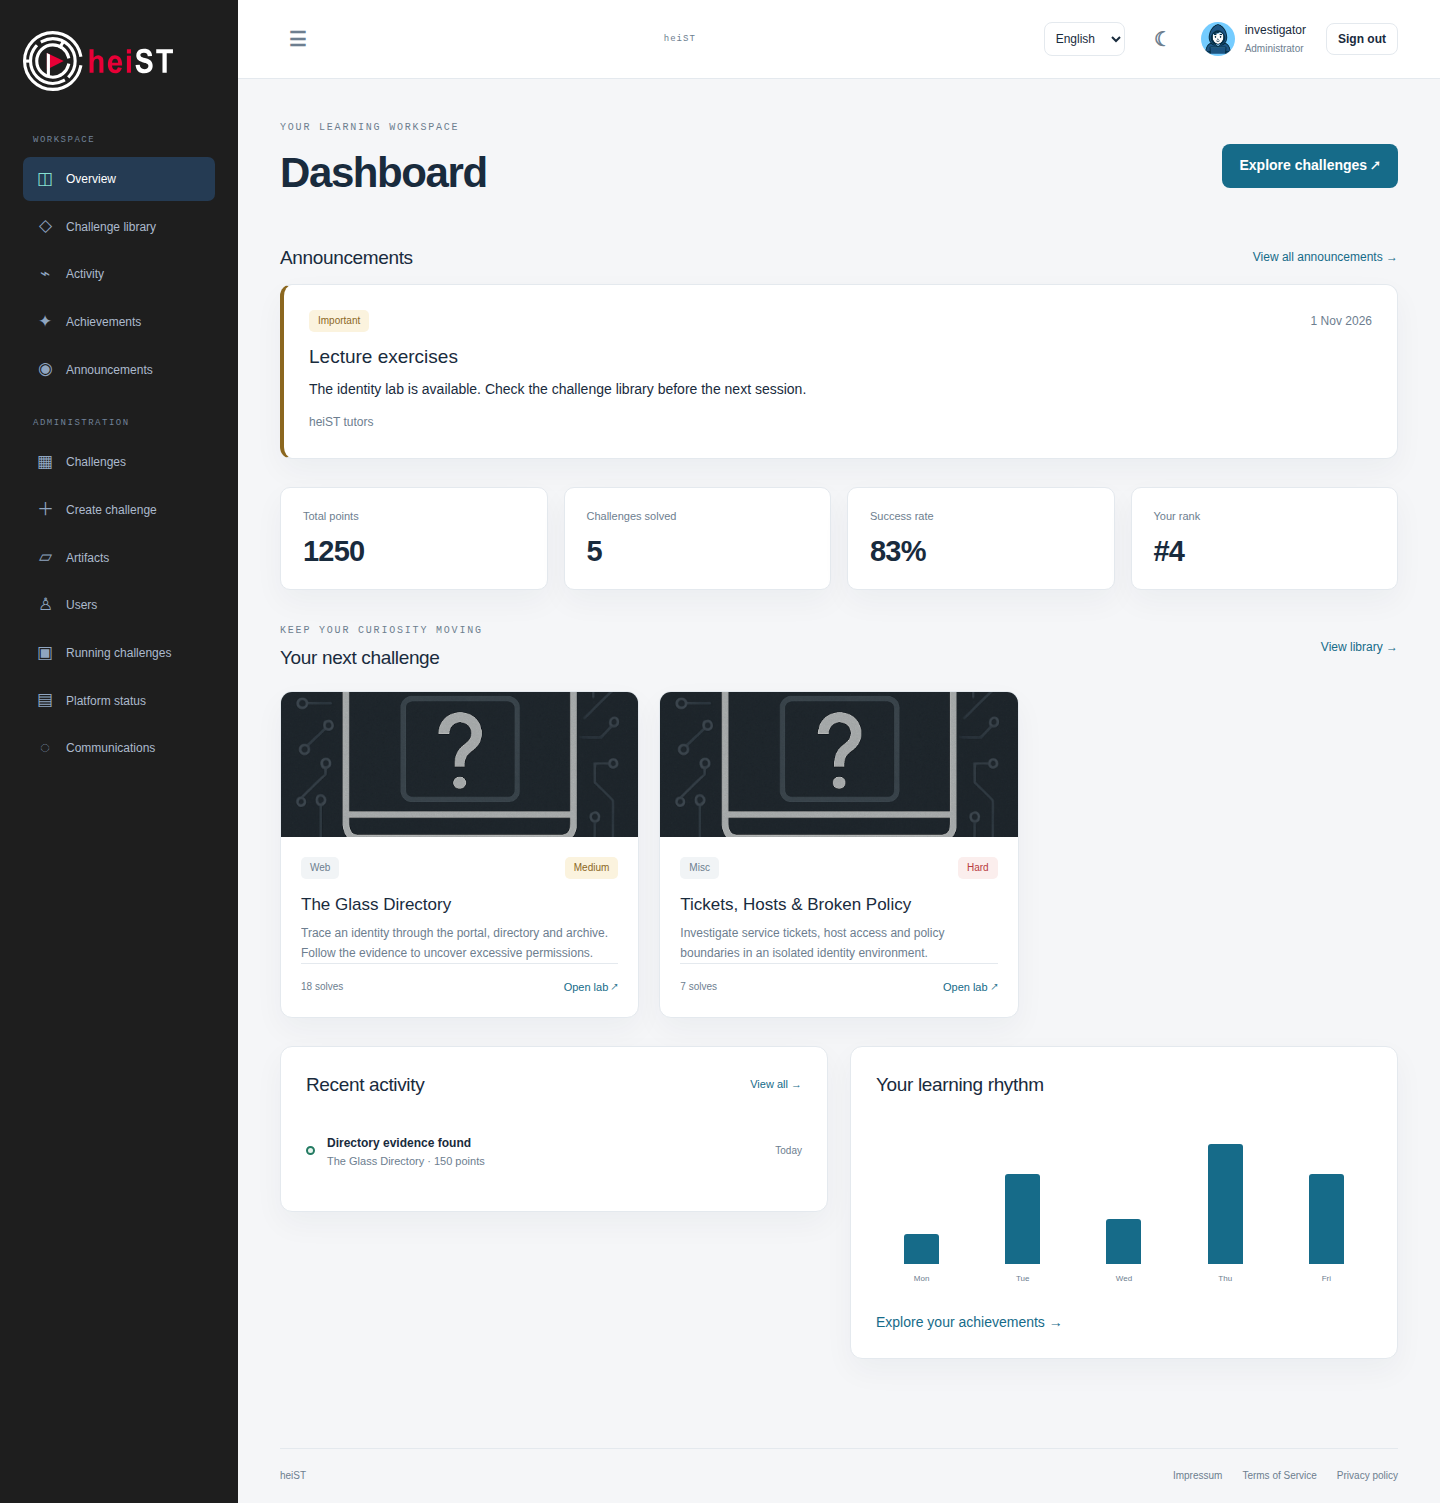 heiST
WORKSPACE
Overview
Challenge library
Activity
Achievements
Announcements
ADMINISTRATION
Challenges
Create challenge
Artifacts
Users
Running challenges
Platform status
Communications
heiST
English
investigator
Administrator
Sign out
YOUR LEARNING WORKSPACE
Dashboard
Explore challenges ↗
Announcements
View all announcements →
Important
1 Nov 2026
Lecture exercises
The identity lab is available. Check the challenge library before the next session.
heiST tutors
Total points
1250
Challenges solved
5
Success rate
83%
Your rank
#4
KEEP YOUR CURIOSITY MOVING
Your next challenge
View library →
?
Web
Medium
The Glass Directory
Trace an identity through the portal, directory and archive.
Follow the evidence to uncover excessive permissions.
18 solves
Open lab ↗
?
Misc
Hard
Tickets, Hosts & Broken Policy
Investigate service tickets, host access and policy
boundaries in an isolated identity environment.
7 solves
Open lab ↗
Recent activity
View all →
Directory evidence found
The Glass Directory · 150 points
Today
Your learning rhythm
Mon
Tue
Wed
Thu
Fri
Explore your achievements →
heiST
Impressum
Terms of Service
Privacy policy